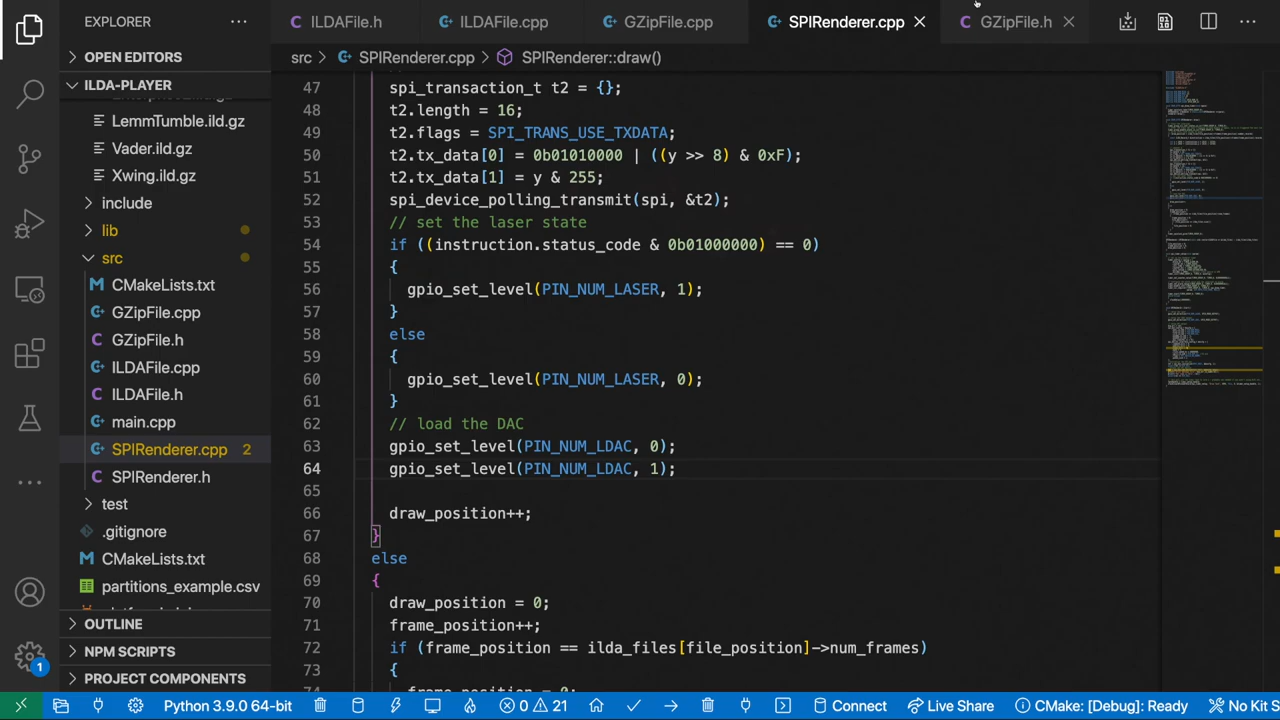 EXPLORER
ILDAFile.h
ILDAFile.cpp
GZipFile.cpp
SPIRenderer.cpp
GZipFile.h
OPEN EDITORS
src > SPIRenderer.cpp > SPIRenderer::draw()
ILDA-PLAYER
LemmTumble.ild.gz
Vader.ild.gz
Xwing.ild.gz
include
lib
src
CMakeLists.txt
GZipFile.cpp
GZipFile.h
ILDAFile.cpp
ILDAFile.h
main.cpp
SPIRenderer.cpp 2
SPIRenderer.h
test
.gitignore
CMakeLists.txt
partitions_example.csv
OUTLINE
NPM SCRIPTS
PROJECT COMPONENTS
1
47 spi_transaction_t t2 = {};
48 t2.length = 16;
49 t2.flags = SPI_TRANS_USE_TXDATA;
50 t2.tx_data[0] = 0b01010000 | ((y >> 8) & 0xF);
51 t2.tx_data[1] = y & 255;
52 spi_device_polling_transmit(spi, &t2);
53 // set the laser state
54 if ((instruction.status_code & 0b01000000) == 0)
55 {
56 gpio_set_level(PIN_NUM_LASER, 1);
57 }
58 else
59 {
60 gpio_set_level(PIN_NUM_LASER, 0);
61 }
62 // load the DAC
63 gpio_set_level(PIN_NUM_LDAC, 0);
64 gpio_set_level(PIN_NUM_LDAC, 1);
65
66 draw_position++;
67 }
68 else
69 {
70 draw_position = 0;
71 frame_position++;
72 if (frame_position == ilda_files[file_position]->num_frames)
73 {
74 frame_position = 0;
Python 3.9.0 64-bit
0 21
Connect
Live Share
CMake: [Debug]: Ready
No Kit S